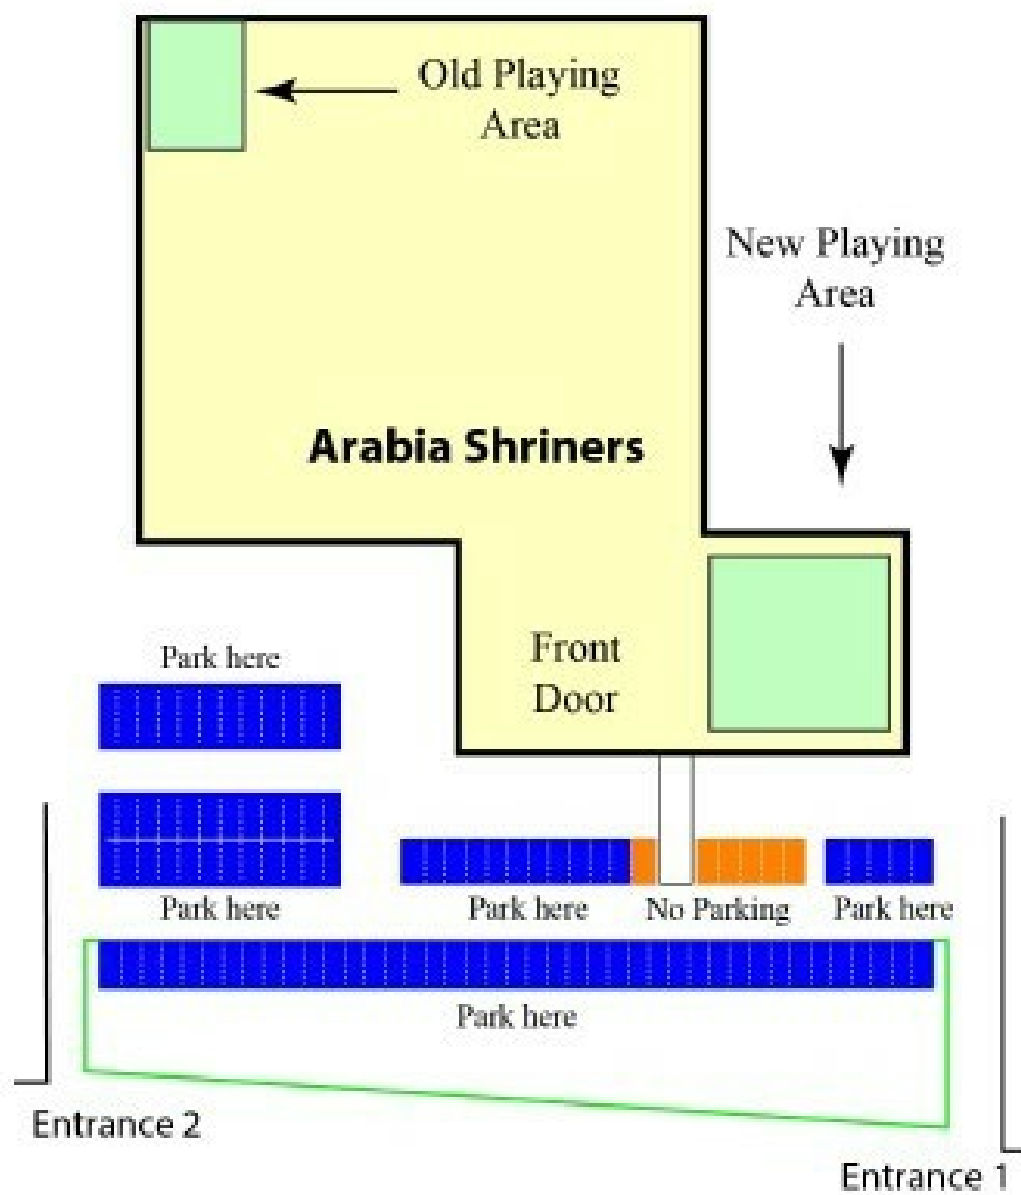 Old Playing
Area
New Playing
Area
Arabia Shriners
Front
Door
Park here
Park here
Park here
No Parking
Park here
Park here
Entrance 2
Entrance 1